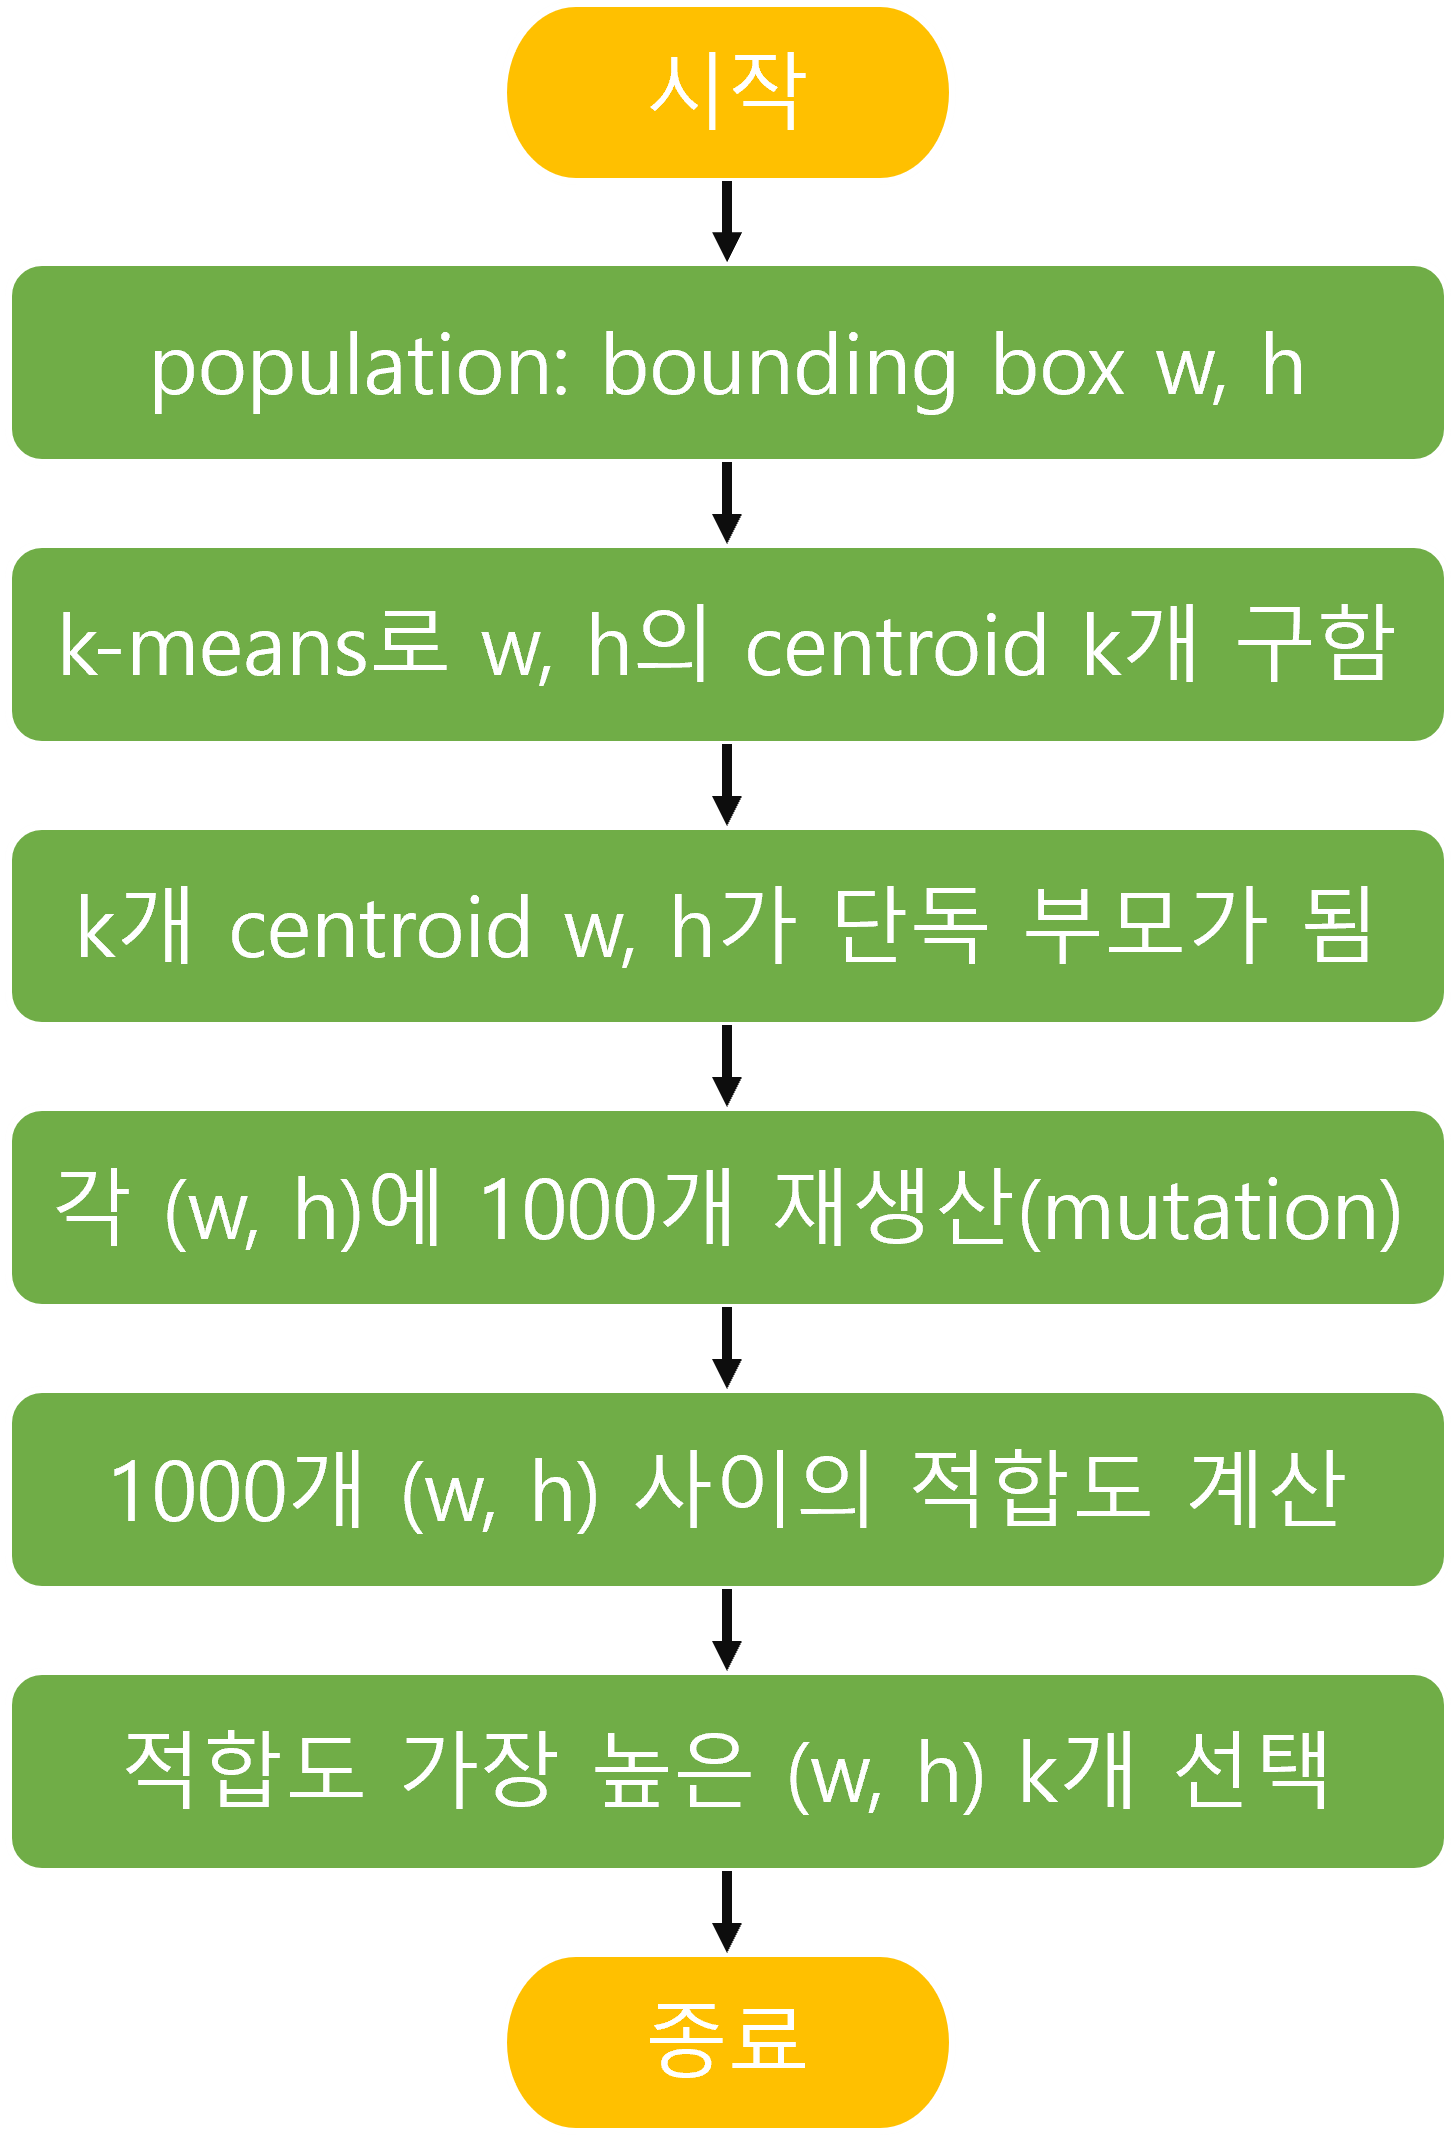 시작
population: bounding box w, h
k-means로 w, h의 centroid k개 구함
k개 centroid w, h가 단독 부모가 됨
각 (w, h)에 1000개 재생산(mutation)
1000개 (w, h) 사이의 적합도 계산
적합도 가장 높은 (w, h) k개 선택
종료